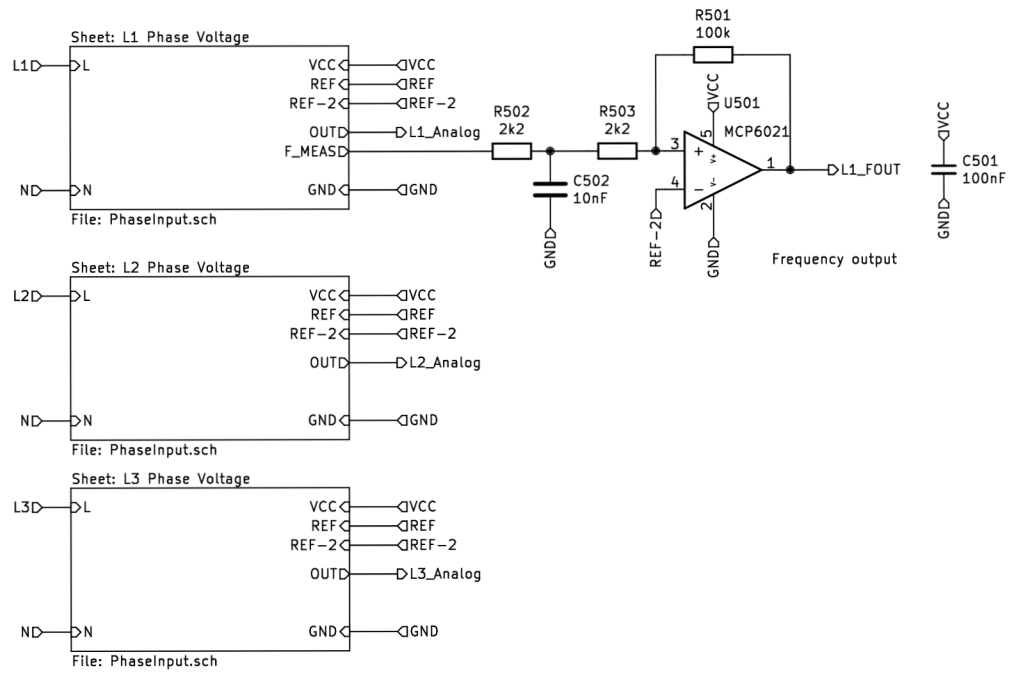 Sheet: L1 Phase Voltage
L1
L
VCC
VCC
REF
REF
REF-2
REF-2
OUT
L1_Analog
F_MEAS
N
N
GND
GND
File: PhaseInput.sch
R502
2k2
C502
10nF
GND
R503
2k2
R501
100k
VCC
U501
MCP6021
5
3
+
V+
1
4
-
V-
2
REF-2
GND
L1_FOUT
VCC
C501
100nF
GND
Frequency output
Sheet: L2 Phase Voltage
L2
L
VCC
VCC
REF
REF
REF-2
REF-2
OUT
L2_Analog
N
N
GND
GND
File: PhaseInput.sch
Sheet: L3 Phase Voltage
L3
L
VCC
VCC
REF
REF
REF-2
REF-2
OUT
L3_Analog
N
N
GND
GND
File: PhaseInput.sch